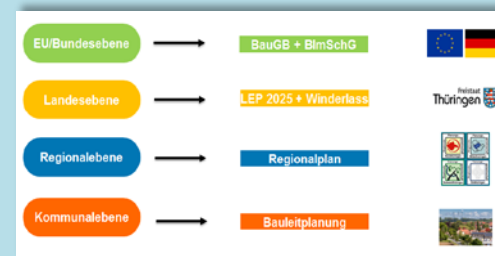 EU/Bundesebene
BauGB + BImSchG
Landesebene
LEP 2025 + Winderlass
Freistaat
Thüringen
Regionalebene
Regionalplan
Kommunalebene
Bauleitplanung